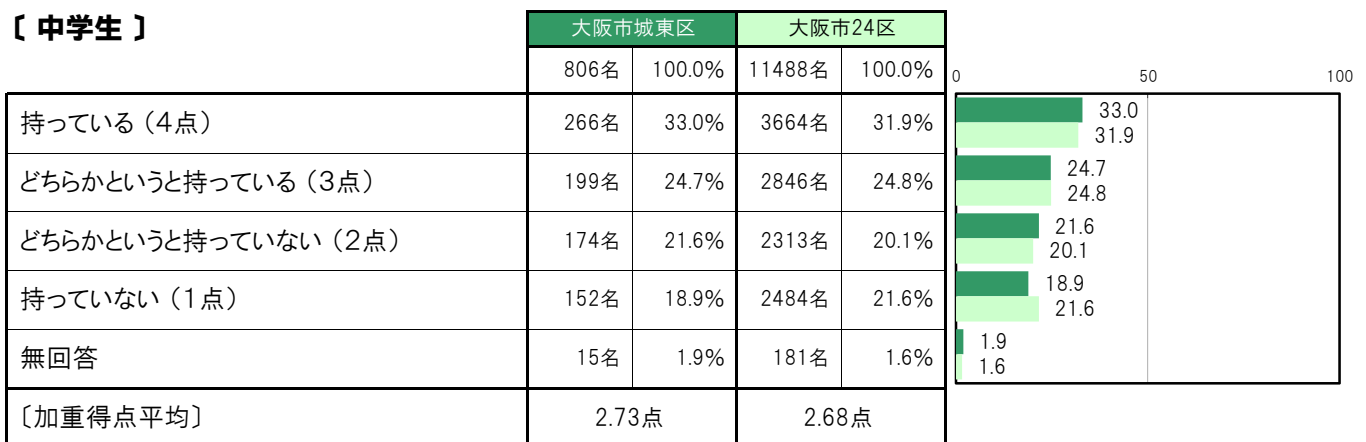 〔 中学生 〕
大阪市城東区 大阪市24区
806名 100.0% 11488名 100.0%
0 50 100
持っている（4点） 266名 33.0% 3664名 31.9%
33.0
31.9
どちらかというと持っている（3点） 199名 24.7% 2846名 24.8%
24.7
24.8
どちらかというと持っていない（2点） 174名 21.6% 2313名 20.1%
21.6
20.1
持っていない（1点） 152名 18.9% 2484名 21.6%
18.9
21.6
無回答 15名 1.9% 181名 1.6%
1.9
1.6
〔加重得点平均〕 2.73点 2.68点